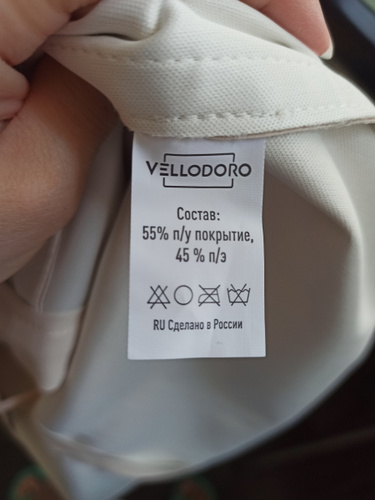 VELLODORO
Состав:
55% п/у покрытие,
45 % п/э
RU Сделано в России